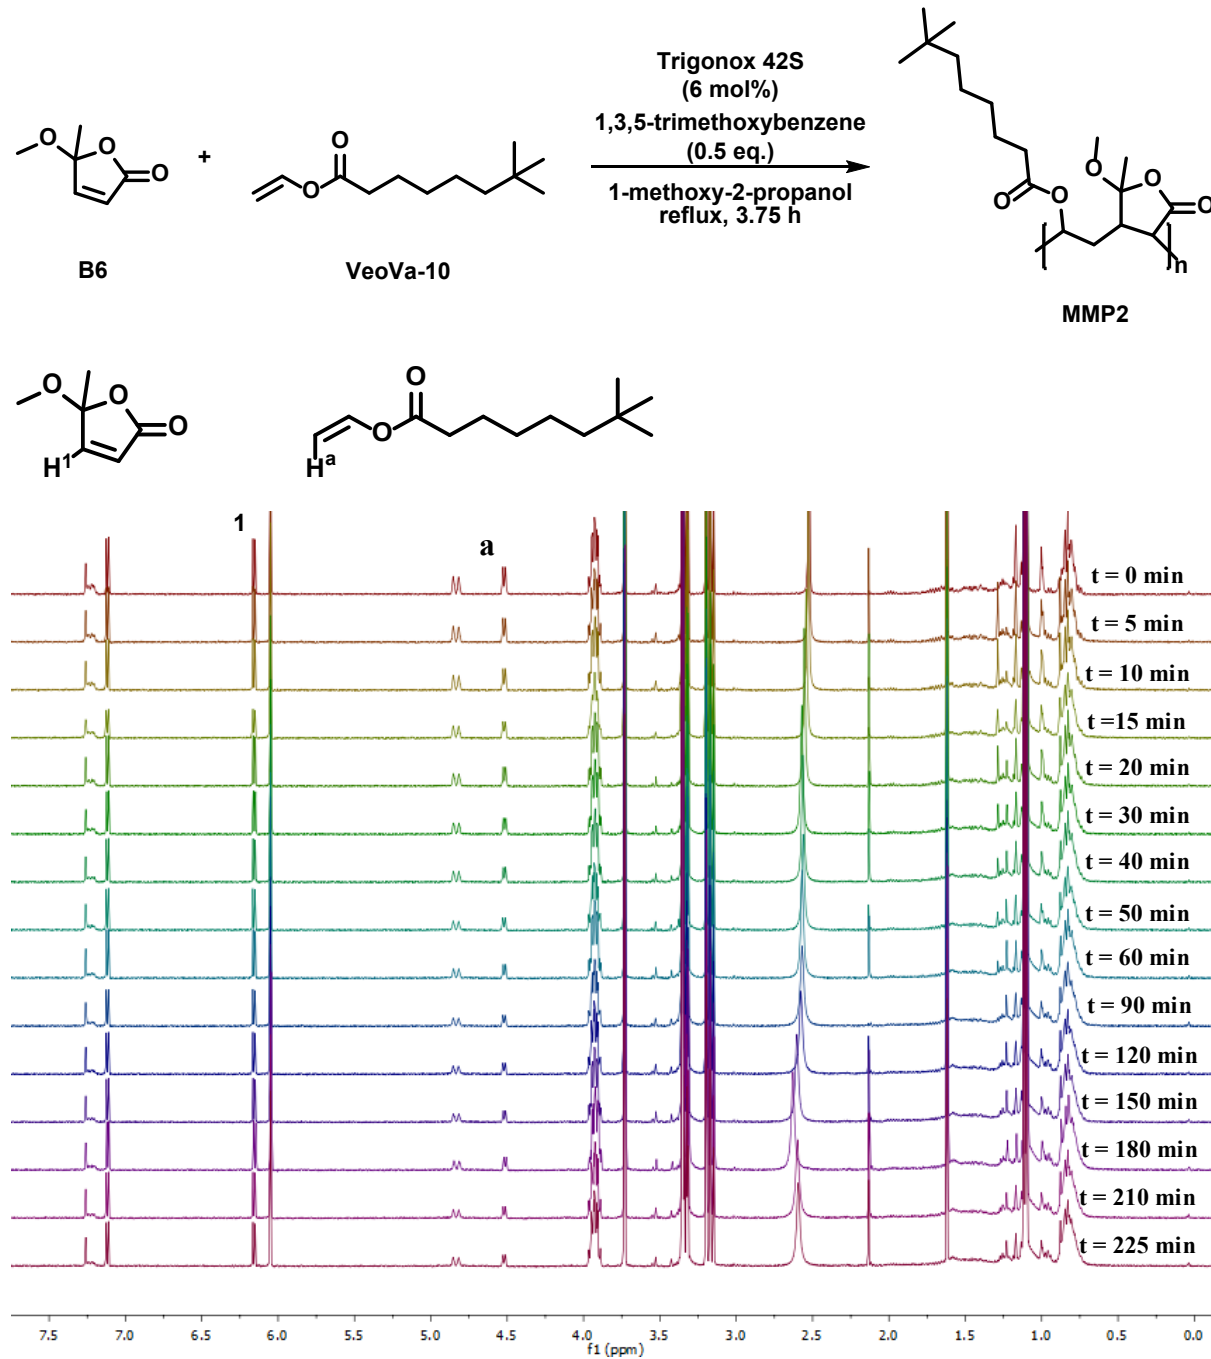 Trigonox 42S
(6 mol%)
1,3,5-trimethoxybenzene
(0.5 eq.)
1-methoxy-2-propanol
reflux, 3.75 h
O
O
O
+
O
O
O
O
O
O
O
n
B6
VeoVa-10
MMP2
O
O
O
H1
O
O
Ha
1
a
t = 0 min
t = 5 min
t = 10 min
t =15 min
t = 20 min
t = 30 min
t = 40 min
t = 50 min
t = 60 min
t = 90 min
t = 120 min
t = 150 min
t = 180 min
t = 210 min
t = 225 min
7.5 7.0 6.5 6.0 5.5 5.0 4.5 4.0 3.5 3.0 2.5 2.0 1.5 1.0 0.5 0.0
f1 (ppm)